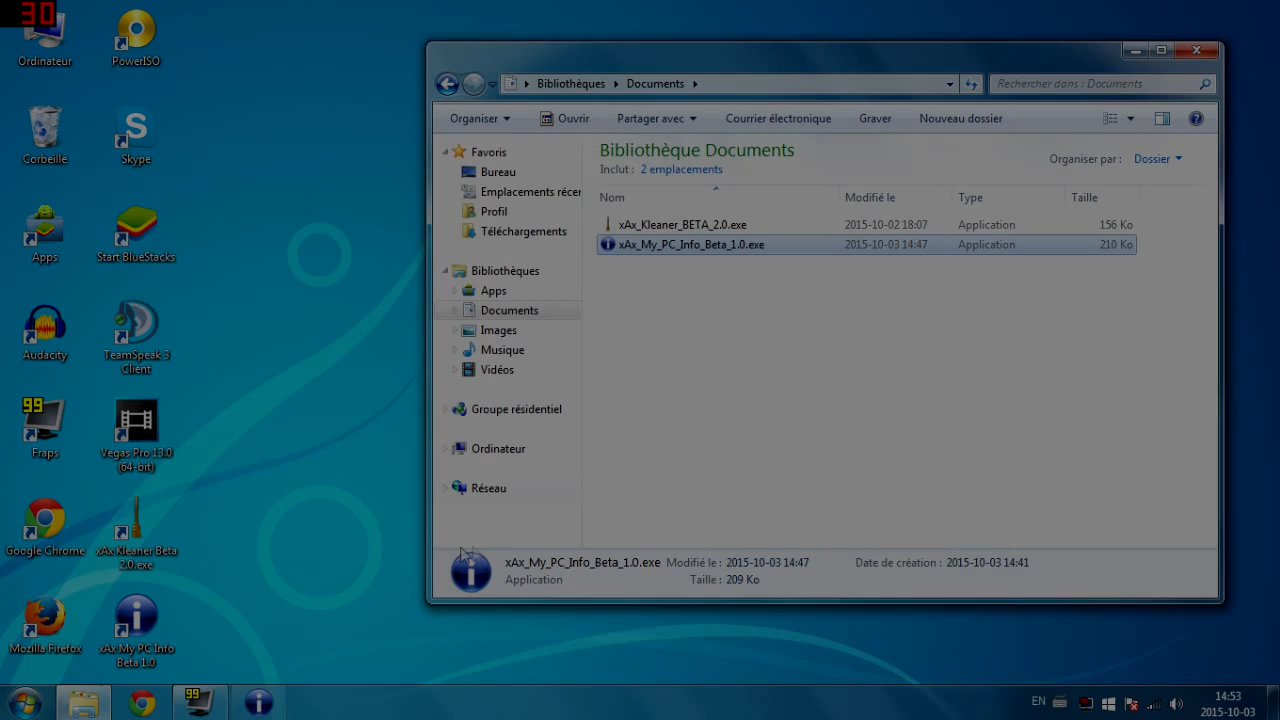 30
Ordinateur
PowerISO
Corbeille
Skype
Apps
Start BlueStacks
Audacity
TeamSpeak 3
Client
99
Fraps
Vegas Pro 13.0
(64-bit)
Google Chrome
xAx Kleaner Beta
2.0.exe
Mozilla Firefox
xAx My PC Info
Beta 1.0
Bibliothèques Documents
Rechercher dans : Documents
Organiser Ouvrir Partager avec Courrier électronique Graver Nouveau dossier
Favoris
Bureau
Emplacements récer
Profil
Téléchargements
Bibliothèques
Apps
Documents
Images
Musique
Vidéos
Groupe résidentiel
Ordinateur
Réseau
Bibliothèque Documents
Inclut : 2 emplacements
Organiser par : Dossier
Nom Modifié le Type Taille
xAx_Kleaner_BETA_2.0.exe 2015-10-02 18:07 Application 156 Ko
xAx_My_PC_Info_Beta_1.0.exe 2015-10-03 14:47 Application 210 Ko
xAx_My_PC_Info_Beta_1.0.exe Modifié le : 2015-10-03 14:47 Date de création : 2015-10-03 14:41
Application Taille : 209 Ko
99
EN
14:53
2015-10-03